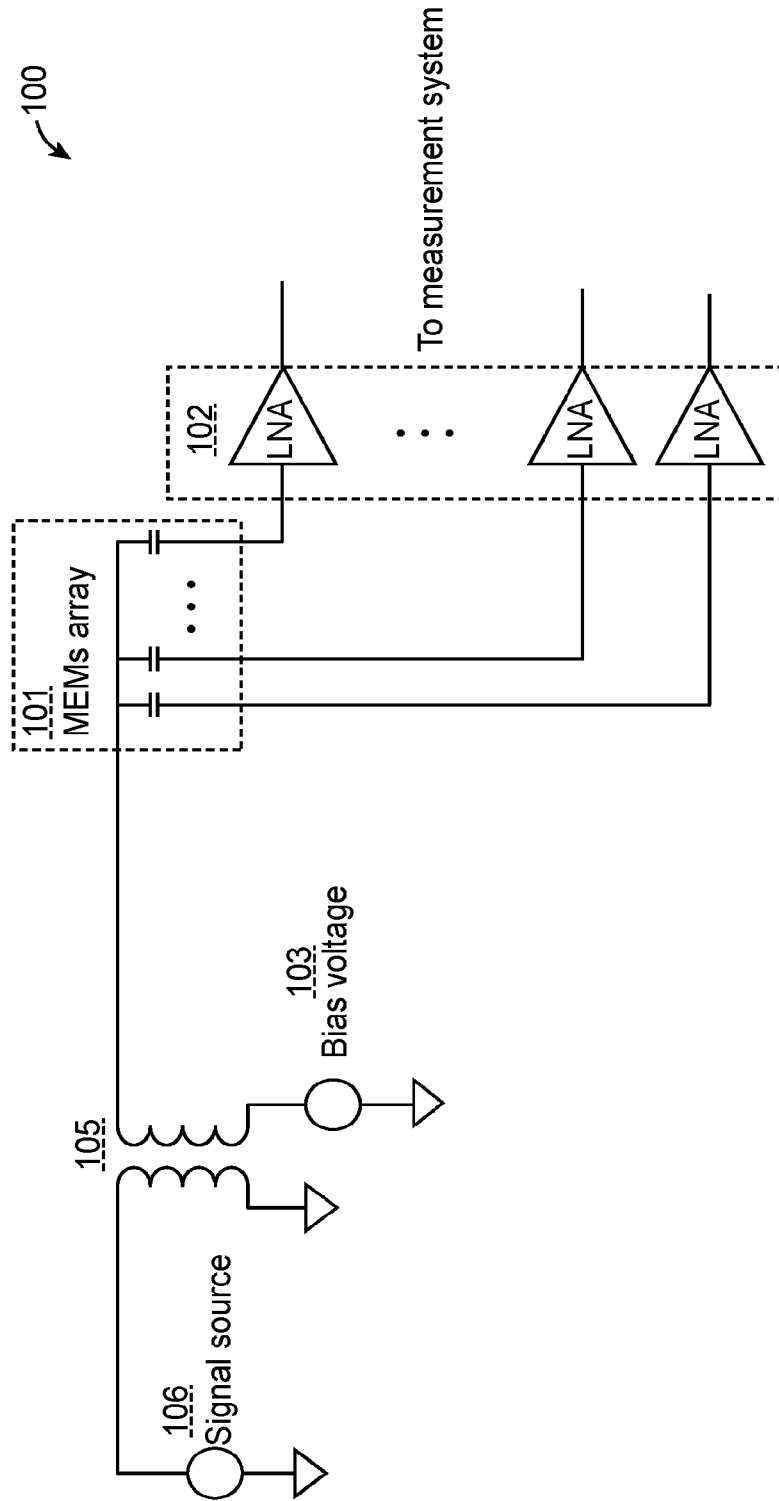 100
101
MEMs array
102
LNA
LNA
LNA
To measurement system
105
103
Bias voltage
106
Signal source